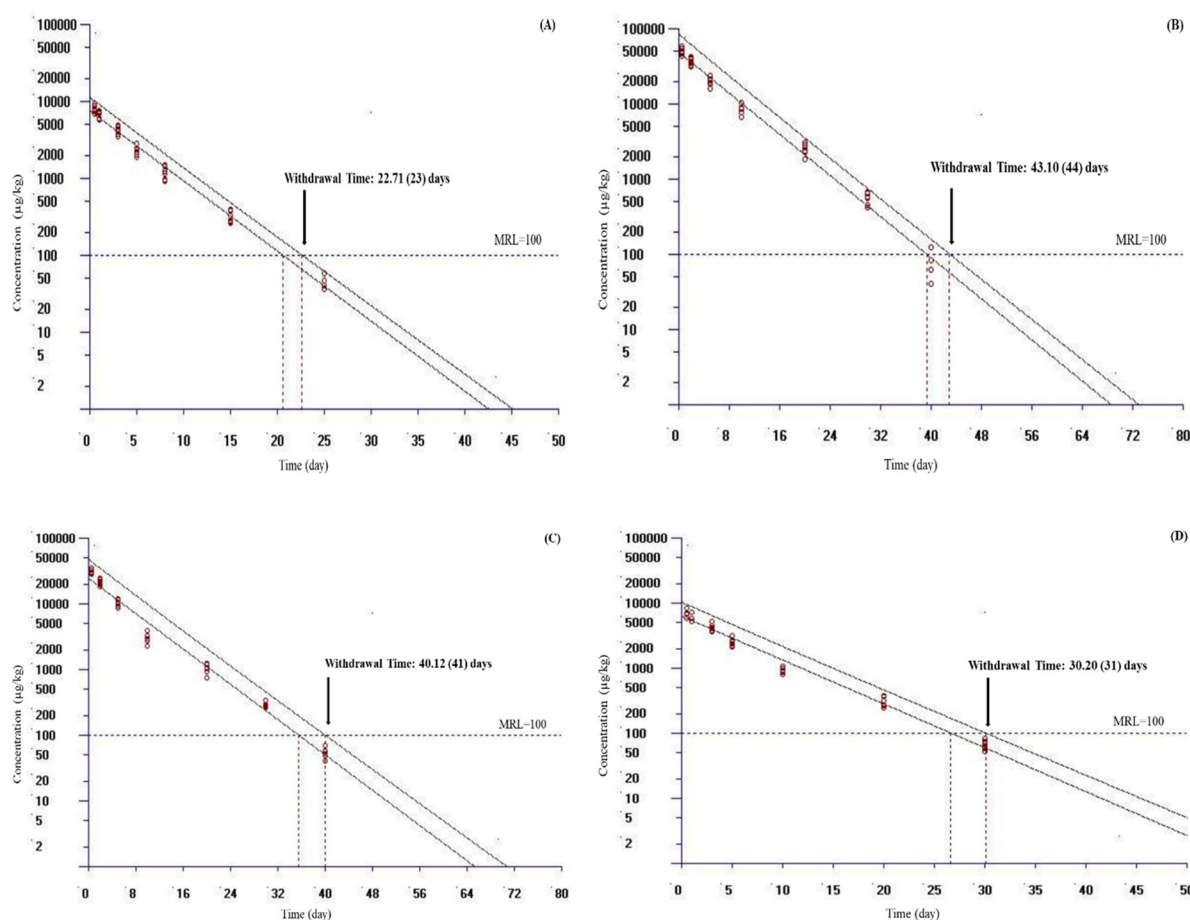 (A)
100000
50000
20000
10000
5000
2000
1000
500
200
100
50
20
10
5
2
Concentration (µg/kg)
Withdrawal Time: 22.71 (23) days
MRL=100
0 5 10 15 20 25 30 35 40 45 50
Time (day)
(B)
100000
50000
20000
10000
5000
2000
1000
500
200
100
50
20
10
5
2
Concentration (µg/kg)
Withdrawal Time: 43.10 (44) days
MRL=100
0 8 16 24 32 40 48 56 64 72 80
Time (day)
(C)
100000
50000
20000
10000
5000
2000
1000
500
200
100
50
20
10
5
2
Concentration (µg/kg)
Withdrawal Time: 40.12 (41) days
MRL=100
0 8 16 24 32 40 48 56 64 72 80
Time (day)
(D)
100000
50000
20000
10000
5000
2000
1000
500
200
100
50
20
10
5
2
Concentration (µg/kg)
Withdrawal Time: 30.20 (31) days
MRL=100
0 5 10 15 20 25 30 35 40 45 50
Time (day)